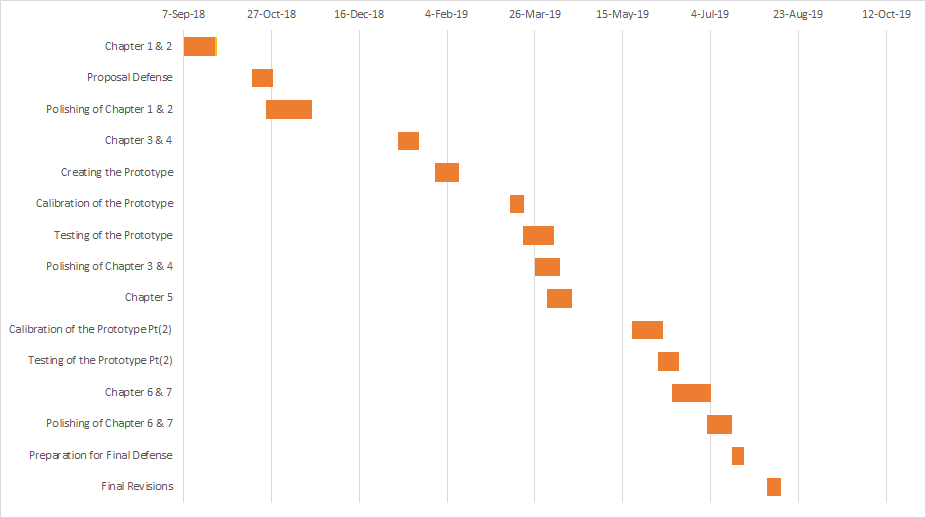 7-Sep-18 27-Oct-18 16-Dec-18 4-Feb-19 26-Mar-19 15-May-19 4-Jul-19 23-Aug-19 12-Oct-19
Chapter 1 & 2
Proposal Defense
Polishing of Chapter 1 & 2
Chapter 3 & 4
Creating the Prototype
Calibration of the Prototype
Testing of the Prototype
Polishing of Chapter 3 & 4
Chapter 5
Calibration of the Prototype Pt(2)
Testing of the Prototype Pt(2)
Chapter 6 & 7
Polishing of Chapter 6 & 7
Preparation for Final Defense
Final Revisions